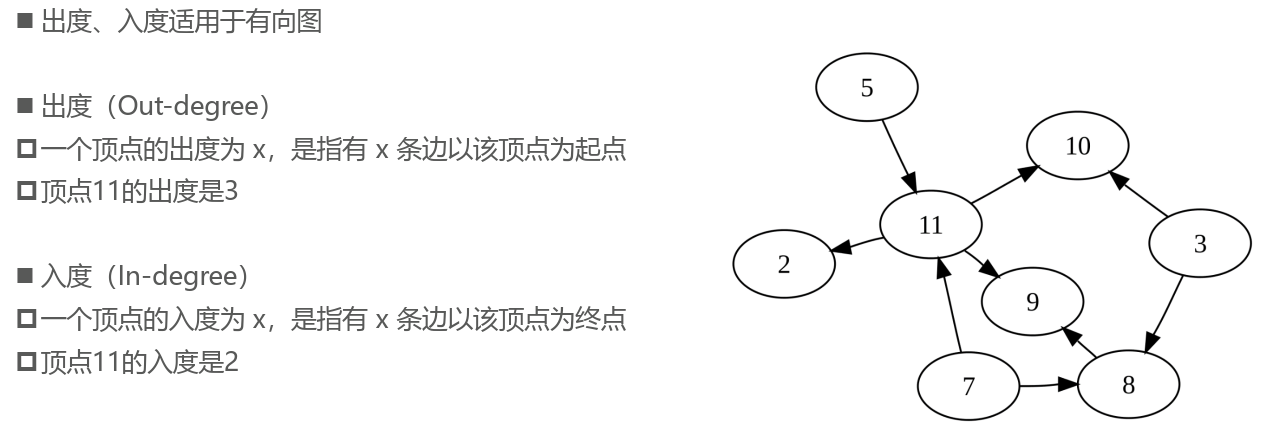 ■ 出度、入度适用于有向图
■ 出度（Out-degree）
一个顶点的出度为 x，是指有 x 条边以该顶点为起点
顶点11的出度是3
■ 入度（In-degree）
一个顶点的入度为 x，是指有 x 条边以该顶点为终点
顶点11的入度是2
5
10
11
3
2
9
7
8